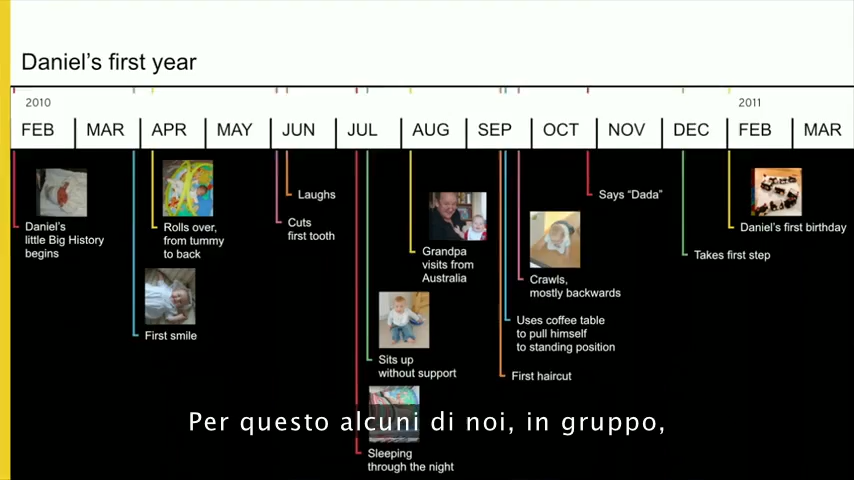 Daniel's first year
2010
2011
FEB
MAR
APR
MAY
JUN
JUL
AUG
SEP
OCT
NOV
DEC
FEB
MAR
Daniel's
little Big History
begins
First smile
Rolls over,
from tummy
to back
Cuts
first tooth
Laughs
Sleeping
through the night
Sits up
without support
Grandpa
visits from
Australia
First haircut
Uses coffee table
to pull himself
to standing position
Crawls,
mostly backwards
Says "Dada"
Takes first step
Daniel's first birthday
Per questo alcuni di noi, in gruppo,